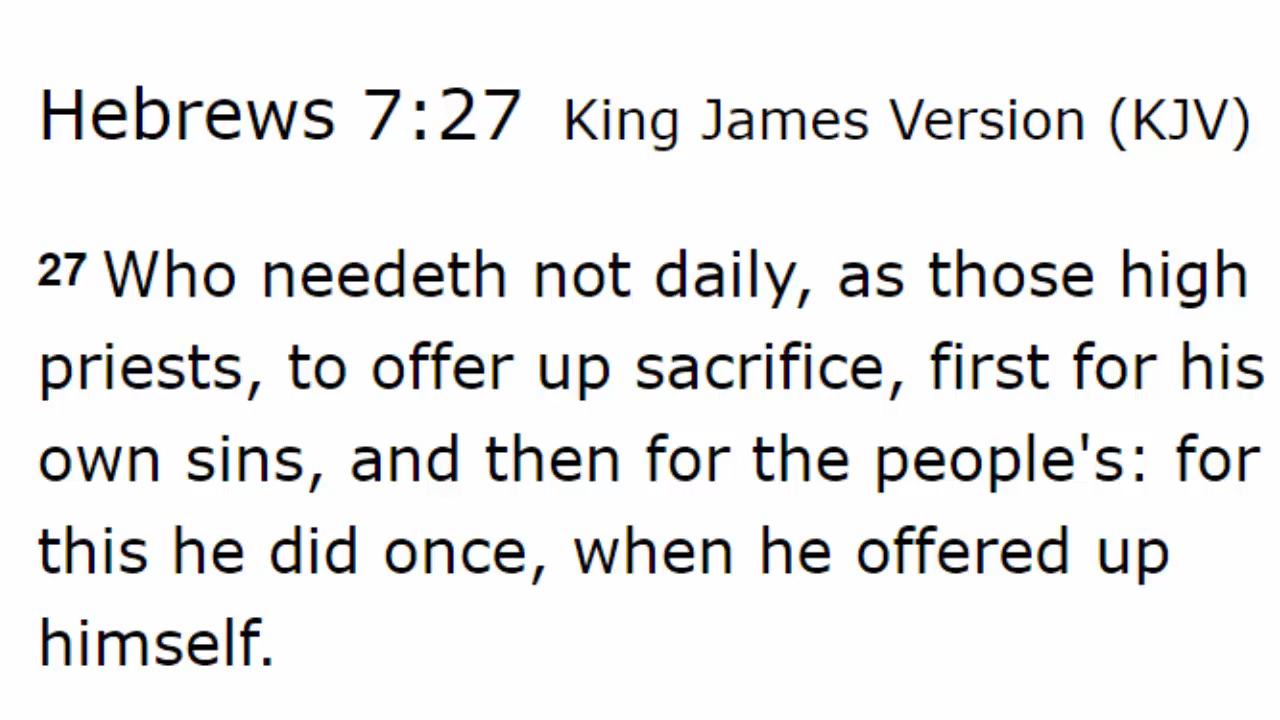 Hebrews 7:27 King James Version (KJV)
27 Who needeth not daily, as those high
priests, to offer up sacrifice, first for his
own sins, and then for the people's: for
this he did once, when he offered up
himself.